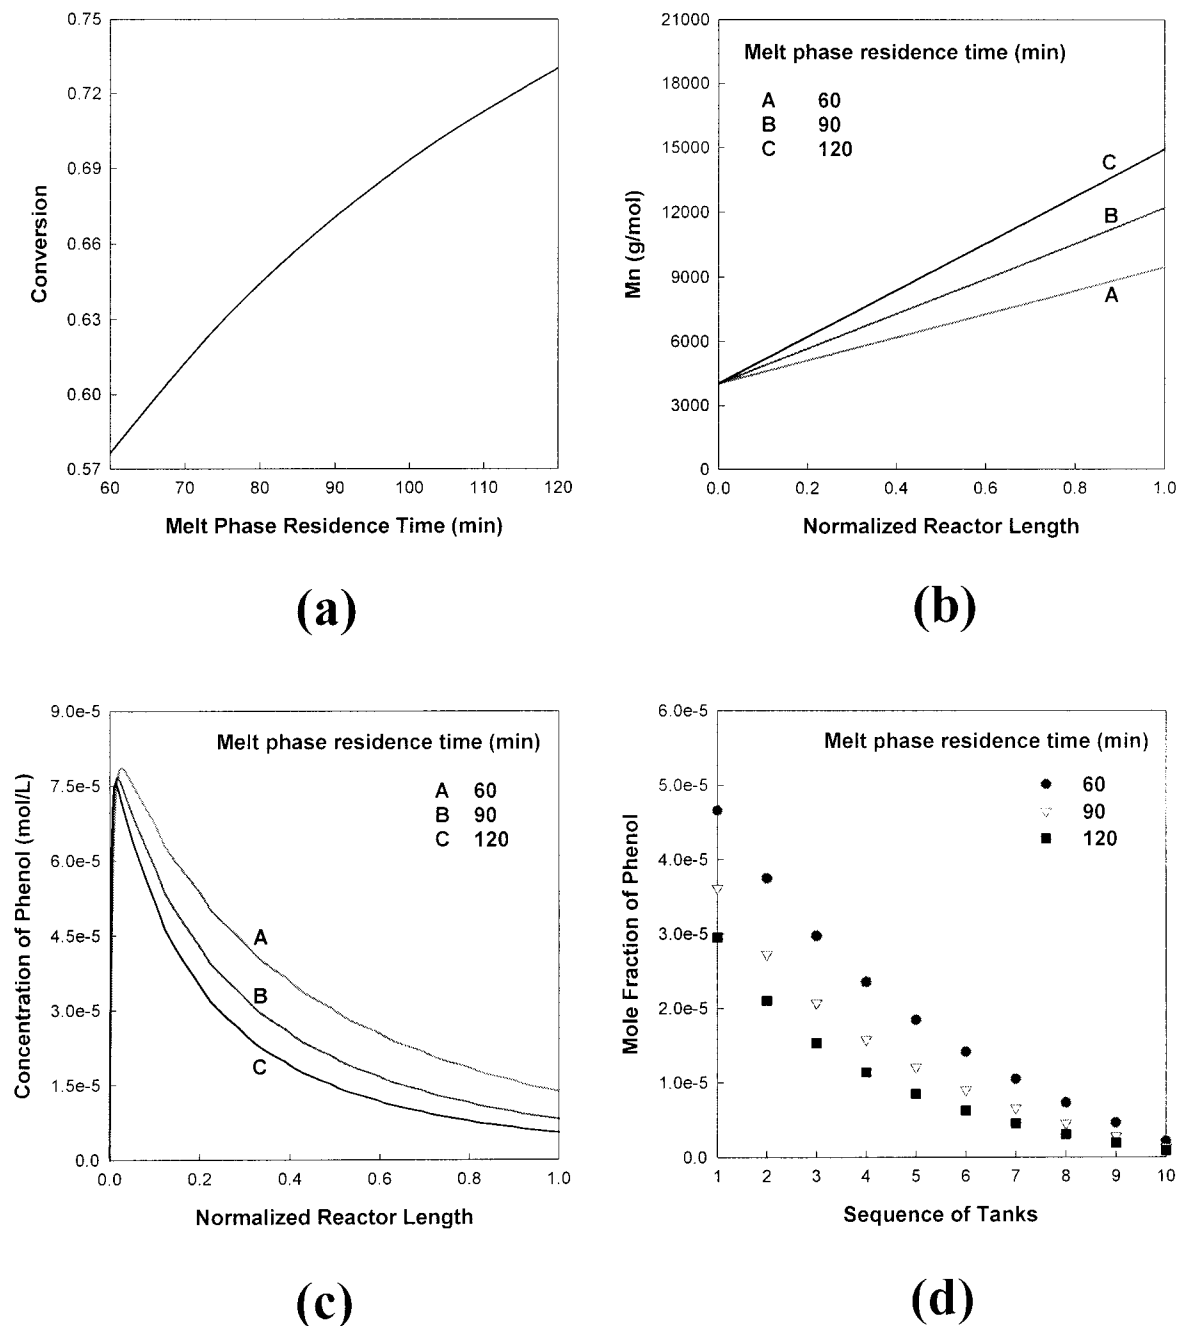 0.75
0.72
0.69
0.66
0.63
0.60
0.57
Conversion
60 70 80 90 100 110 120
Melt Phase Residence Time (min)
(a)
21000
18000
15000
12000
9000
6000
3000
0
Mn (g/mol)
Melt phase residence time (min)
A 60
B 90
C 120
C
B
A
0.0 0.2 0.4 0.6 0.8 1.0
Normalized Reactor Length
(b)
9.0e-5
7.5e-5
6.0e-5
4.5e-5
3.0e-5
1.5e-5
0.0
Concentration of Phenol (mol/L)
Melt phase residence time (min)
A 60
B 90
C 120
A
B
C
0.0 0.2 0.4 0.6 0.8 1.0
Normalized Reactor Length
(c)
6.0e-5
5.0e-5
4.0e-5
3.0e-5
2.0e-5
1.0e-5
0.0
Mole Fraction of Phenol
Melt phase residence time (min)
60
90
120
1 2 3 4 5 6 7 8 9 10
Sequence of Tanks
(d)